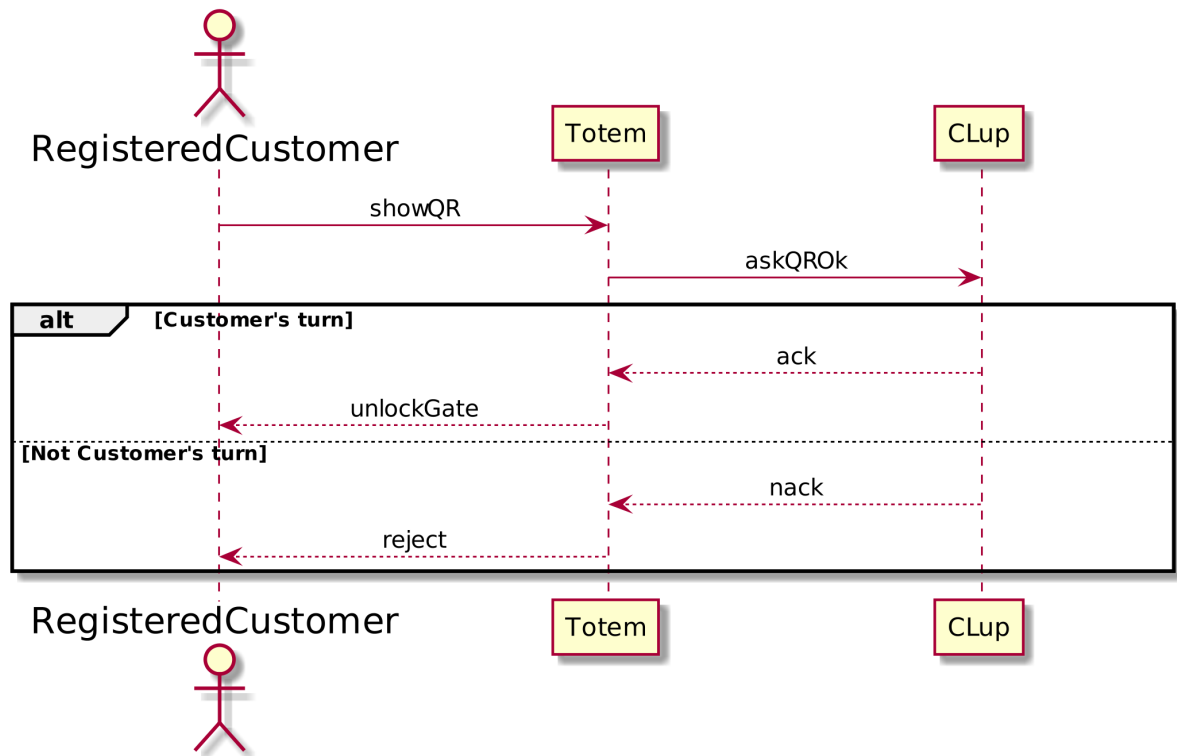 RegisteredCustomer
Totem
CLup
showQR
askQROk
alt [Customer's turn]
ack
unlockGate
[Not Customer's turn]
nack
reject
RegisteredCustomer
Totem
CLup